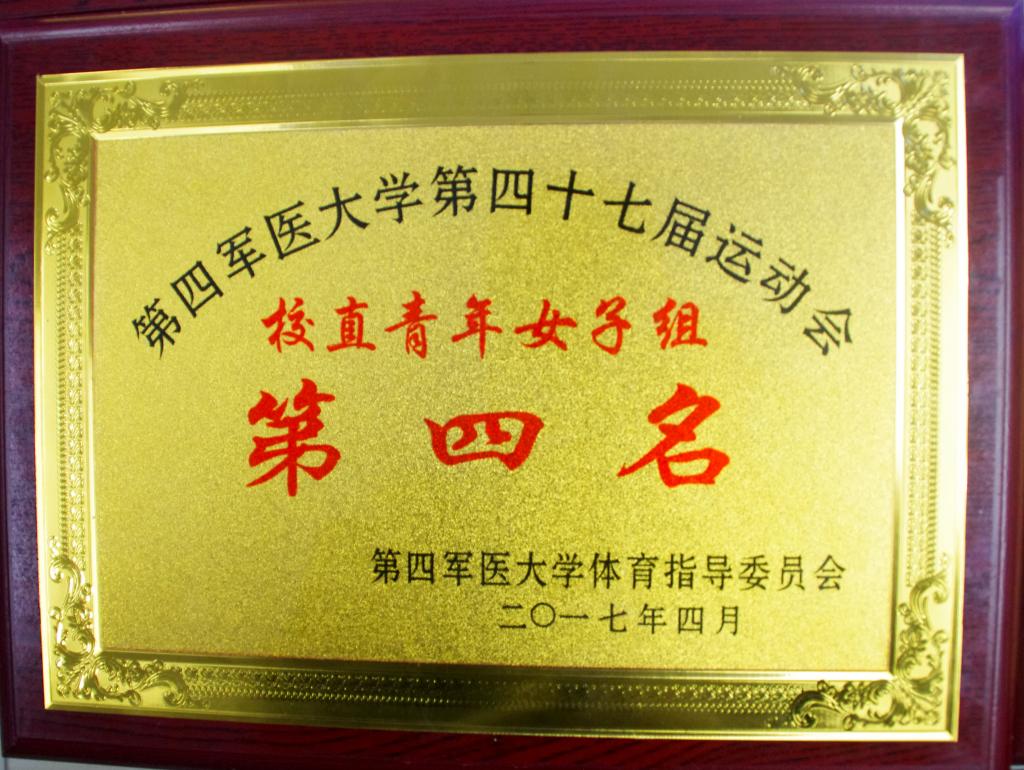 第四军医大学第四十七届运动会
校直青年女子组
第四名
第四军医大学体育指导委员会
二〇一七年四月